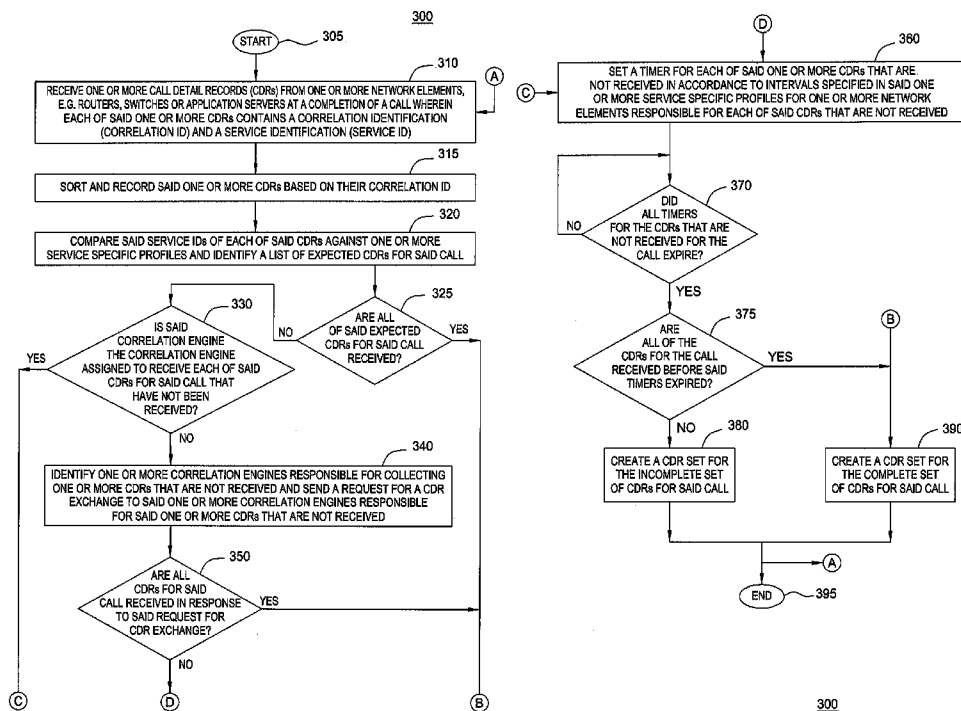 300
START
305
310
RECEIVE ONE OR MORE CALL DETAIL RECORDS (CDRs) FROM ONE OR MORE NETWORK ELEMENTS,
E.G. ROUTERS, SWITCHES OR APPLICATION SERVERS AT A COMPLETION OF A CALL WHEREIN
EACH OF SAID ONE OR MORE CDRs CONTAINS A CORRELATION IDENTIFICATION
(CORRELATION ID) AND A SERVICE IDENTIFICATION (SERVICE ID)
A
315
SORT AND RECORD SAID ONE OR MORE CDRs BASED ON THEIR CORRELATION ID
320
COMPARE SAID SERVICE IDs OF EACH OF SAID CDRs AGAINST ONE OR MORE
SERVICE SPECIFIC PROFILES AND IDENTIFY A LIST OF EXPECTED CDRs FOR SAID CALL
325
ARE ALL
OF SAID EXPECTED
CDRs FOR SAID CALL
RECEIVED?
NO
YES
330
IS SAID
CORRELATION ENGINE
THE CORRELATION ENGINE
ASSIGNED TO RECEIVE EACH OF SAID
CDRs FOR SAID CALL THAT
HAVE NOT BEEN
RECEIVED?
YES
NO
340
IDENTIFY ONE OR MORE CORRELATION ENGINES RESPONSIBLE FOR COLLECTING
ONE OR MORE CDRs THAT ARE NOT RECEIVED AND SEND A REQUEST FOR A CDR
EXCHANGE TO SAID ONE OR MORE CORRELATION ENGINES RESPONSIBLE
FOR SAID ONE OR MORE CDRs THAT ARE NOT RECEIVED
350
ARE ALL
CDRs FOR SAID
CALL RECEIVED IN RESPONSE
TO SAID REQUEST FOR
CDR EXCHANGE?
YES
NO
C
D
B
D
360
C
SET A TIMER FOR EACH OF SAID ONE OR MORE CDRs THAT ARE
NOT RECEIVED IN ACCORDANCE TO INTERVALS SPECIFIED IN SAID ONE
OR MORE SERVICE SPECIFIC PROFILES FOR ONE OR MORE NETWORK
ELEMENTS RESPONSIBLE FOR EACH OF SAID CDRs THAT ARE NOT RECEIVED
370
DID
ALL TIMERS
FOR THE CDRs THAT ARE
NOT RECEIVED FOR THE
CALL EXPIRE?
NO
YES
375
ARE
ALL OF THE
CDRs FOR THE CALL
RECEIVED BEFORE SAID
TIMERS EXPIRED?
YES
B
NO
380
CREATE A CDR SET FOR
THE INCOMPLETE SET
OF CDRs FOR SAID CALL
390
CREATE A CDR SET FOR
THE COMPLETE SET
OF CDRs FOR SAID CALL
A
END
395
300